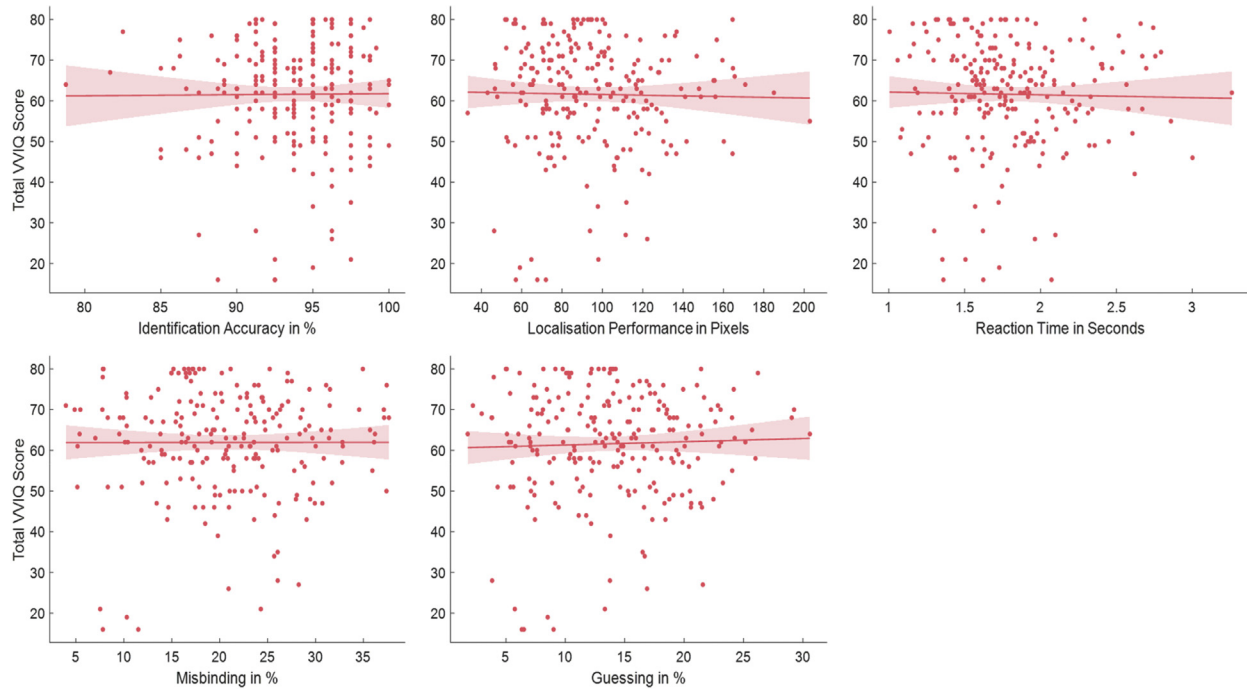 80
70
60
50
40
30
20
Total VVIQ Score
80 85 90 95 100
Identification Accuracy in %
80
70
60
50
40
30
20
40 60 80 100 120 140 160 180 200
Localisation Performance in Pixels
80
70
60
50
40
30
20
1 1.5 2 2.5 3
Reaction Time in Seconds
80
70
60
50
40
30
20
Total VVIQ Score
5 10 15 20 25 30 35
Misbinding in %
80
70
60
50
40
30
20
5 10 15 20 25 30
Guessing in %